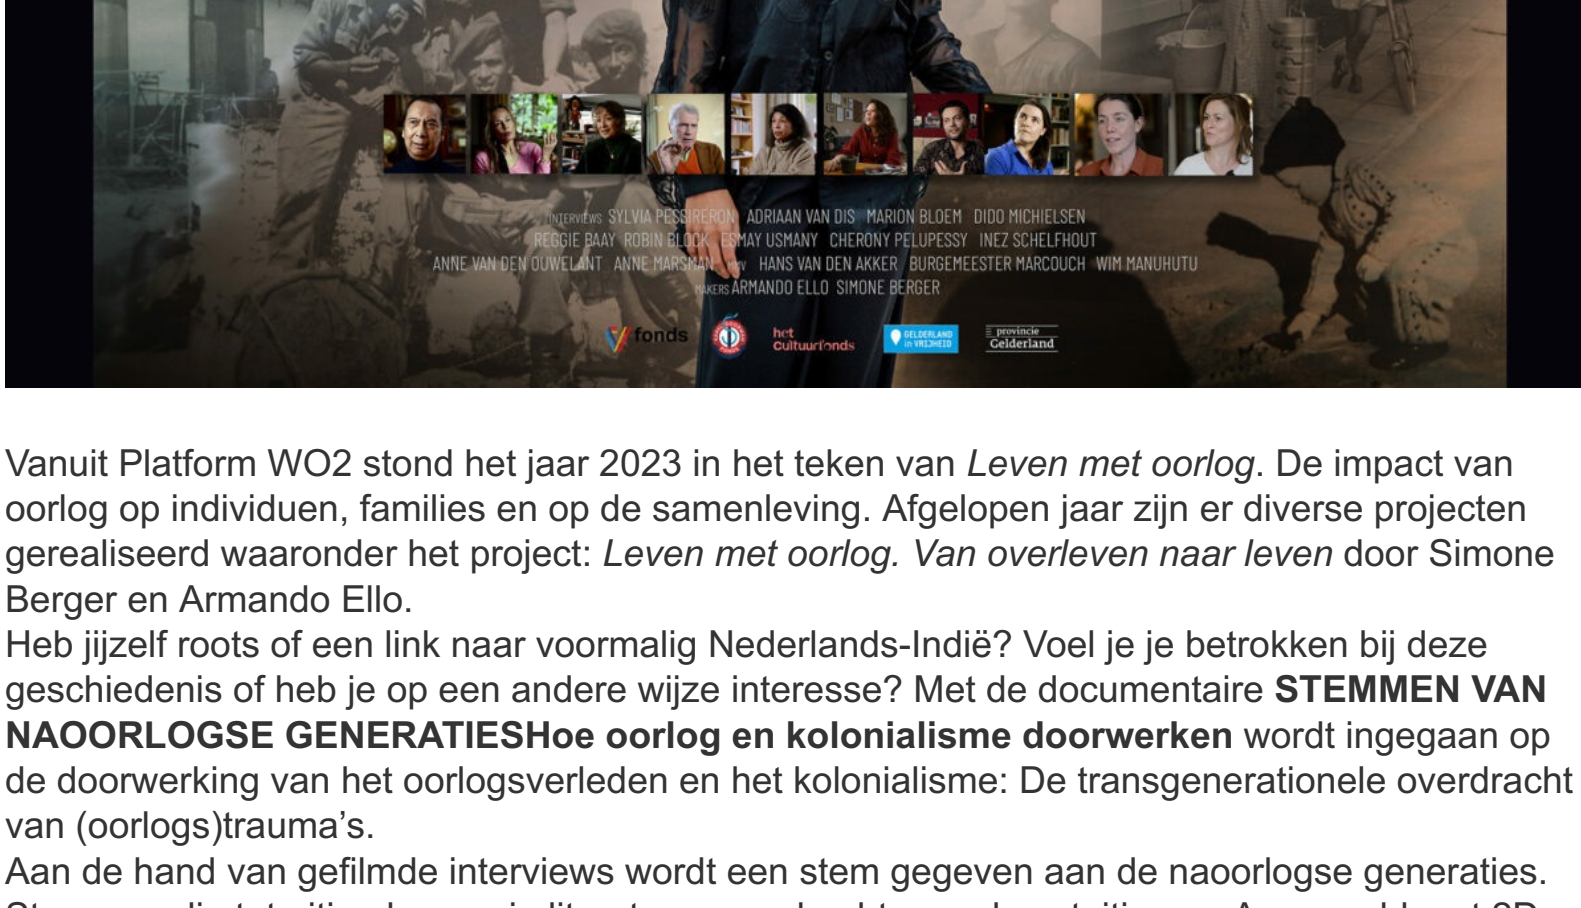 INTERVIEWS SYLVIA PESSIRERON ADRIAAN VAN DIS MARION BLOEM DIDO MICHIELSEN
REGGIE BAAY ROBIN BLOCK ESMAY USMANY CHERONY PELUPESSY INEZ SCHELFHOUT
ANNE VAN DEN OUWELANT ANNE MARSMAN MMV HANS VAN DEN AKKER BURGEMEESTER MARCOUCH WIM MANUHUTU
MAKERS ARMANDO ELLO SIMONE BERGER
fonds
het
cultuurfonds
GELDERLAND
in VRIJHEID
provincie
Gelderland
Vanuit Platform WO2 stond het jaar 2023 in het teken van Leven met oorlog. De impact van
oorlog op individuen, families en op de samenleving. Afgelopen jaar zijn er diverse projecten
gerealiseerd waaronder het project: Leven met oorlog. Van overleven naar leven door Simone
Berger en Armando Ello.
Heb jijzelf roots of een link naar voormalig Nederlands-Indië? Voel je je betrokken bij deze
geschiedenis of heb je op een andere wijze interesse? Met de documentaire STEMMEN VAN
NAOORLOGSE GENERATIESHoe oorlog en kolonialisme doorwerken wordt ingegaan op
de doorwerking van het oorlogsverleden en het kolonialisme: De transgenerationele overdracht
van (oorlogs)trauma's.
Aan de hand van gefilmde interviews wordt een stem gegeven aan de naoorlogse generaties.